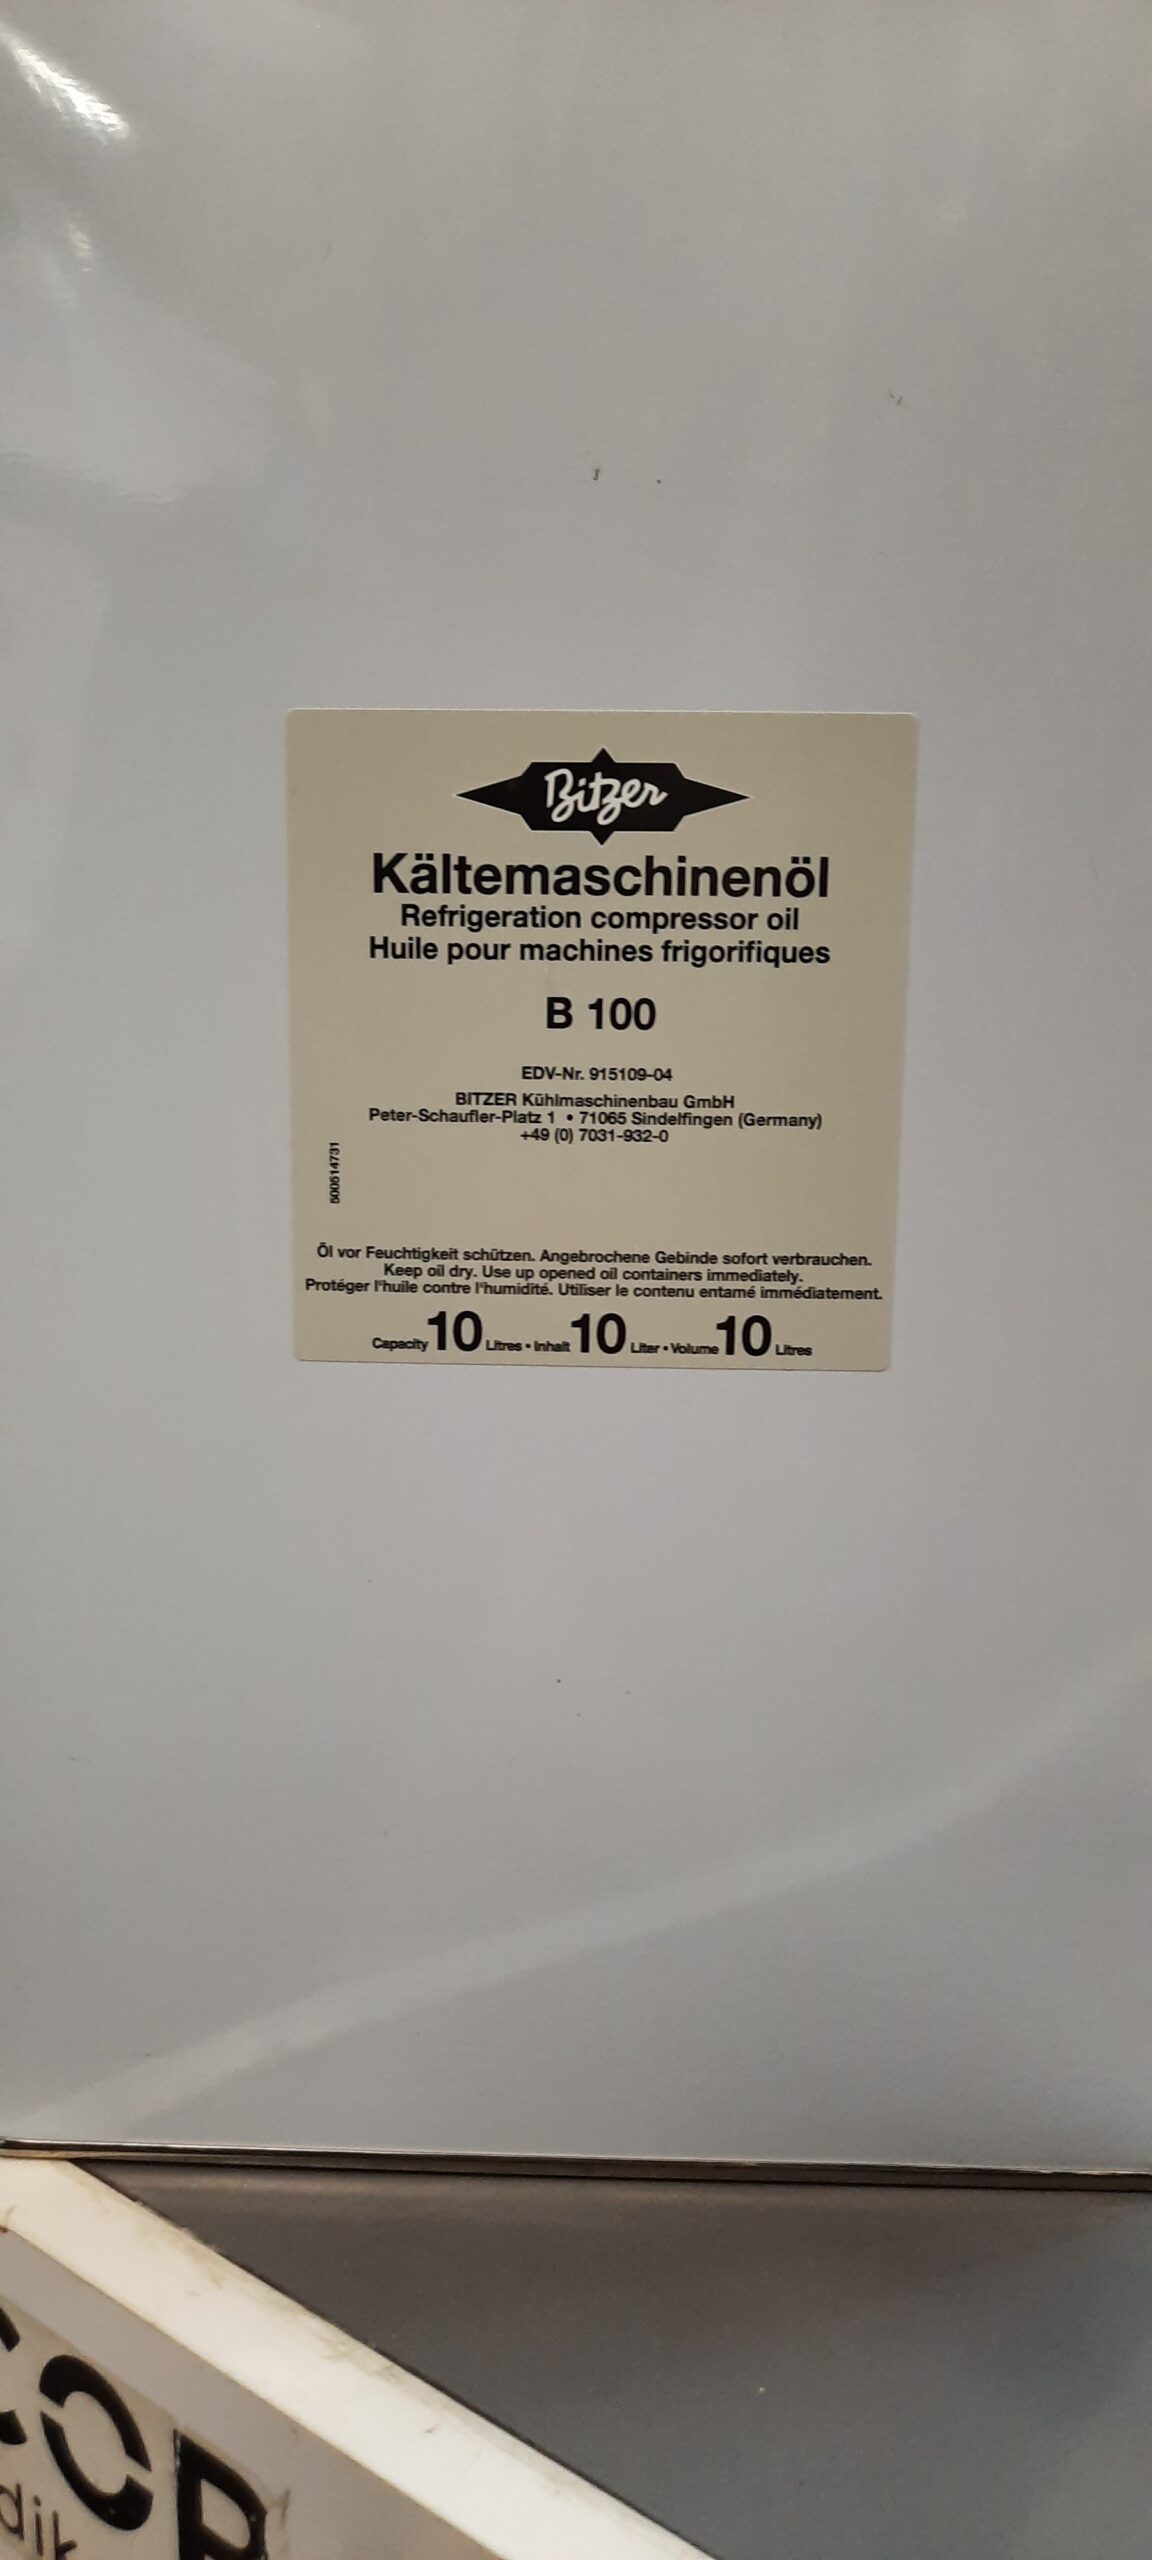 Bitzer
Kältemaschinenöl
Refrigeration compressor oil
Huile pour machines frigorifiques
B 100
EDV-Nr. 915109-04
BITZER Kühlmaschinenbau GmbH
Peter-Schaufler-Platz 1 • 71065 Sindelfingen (Germany)
+49 (0) 7031-932-0
500514731
Öl vor Feuchtigkeit schützen. Angebrochene Gebinde sofort verbrauchen.
Keep oil dry. Use up opened oil containers immediately.
Protéger l'huile contre l'humidité. Utiliser le contenu entamé immédiatement.
Capacity 10 Litres • Inhalt 10 Liter • Volume 10 Litres